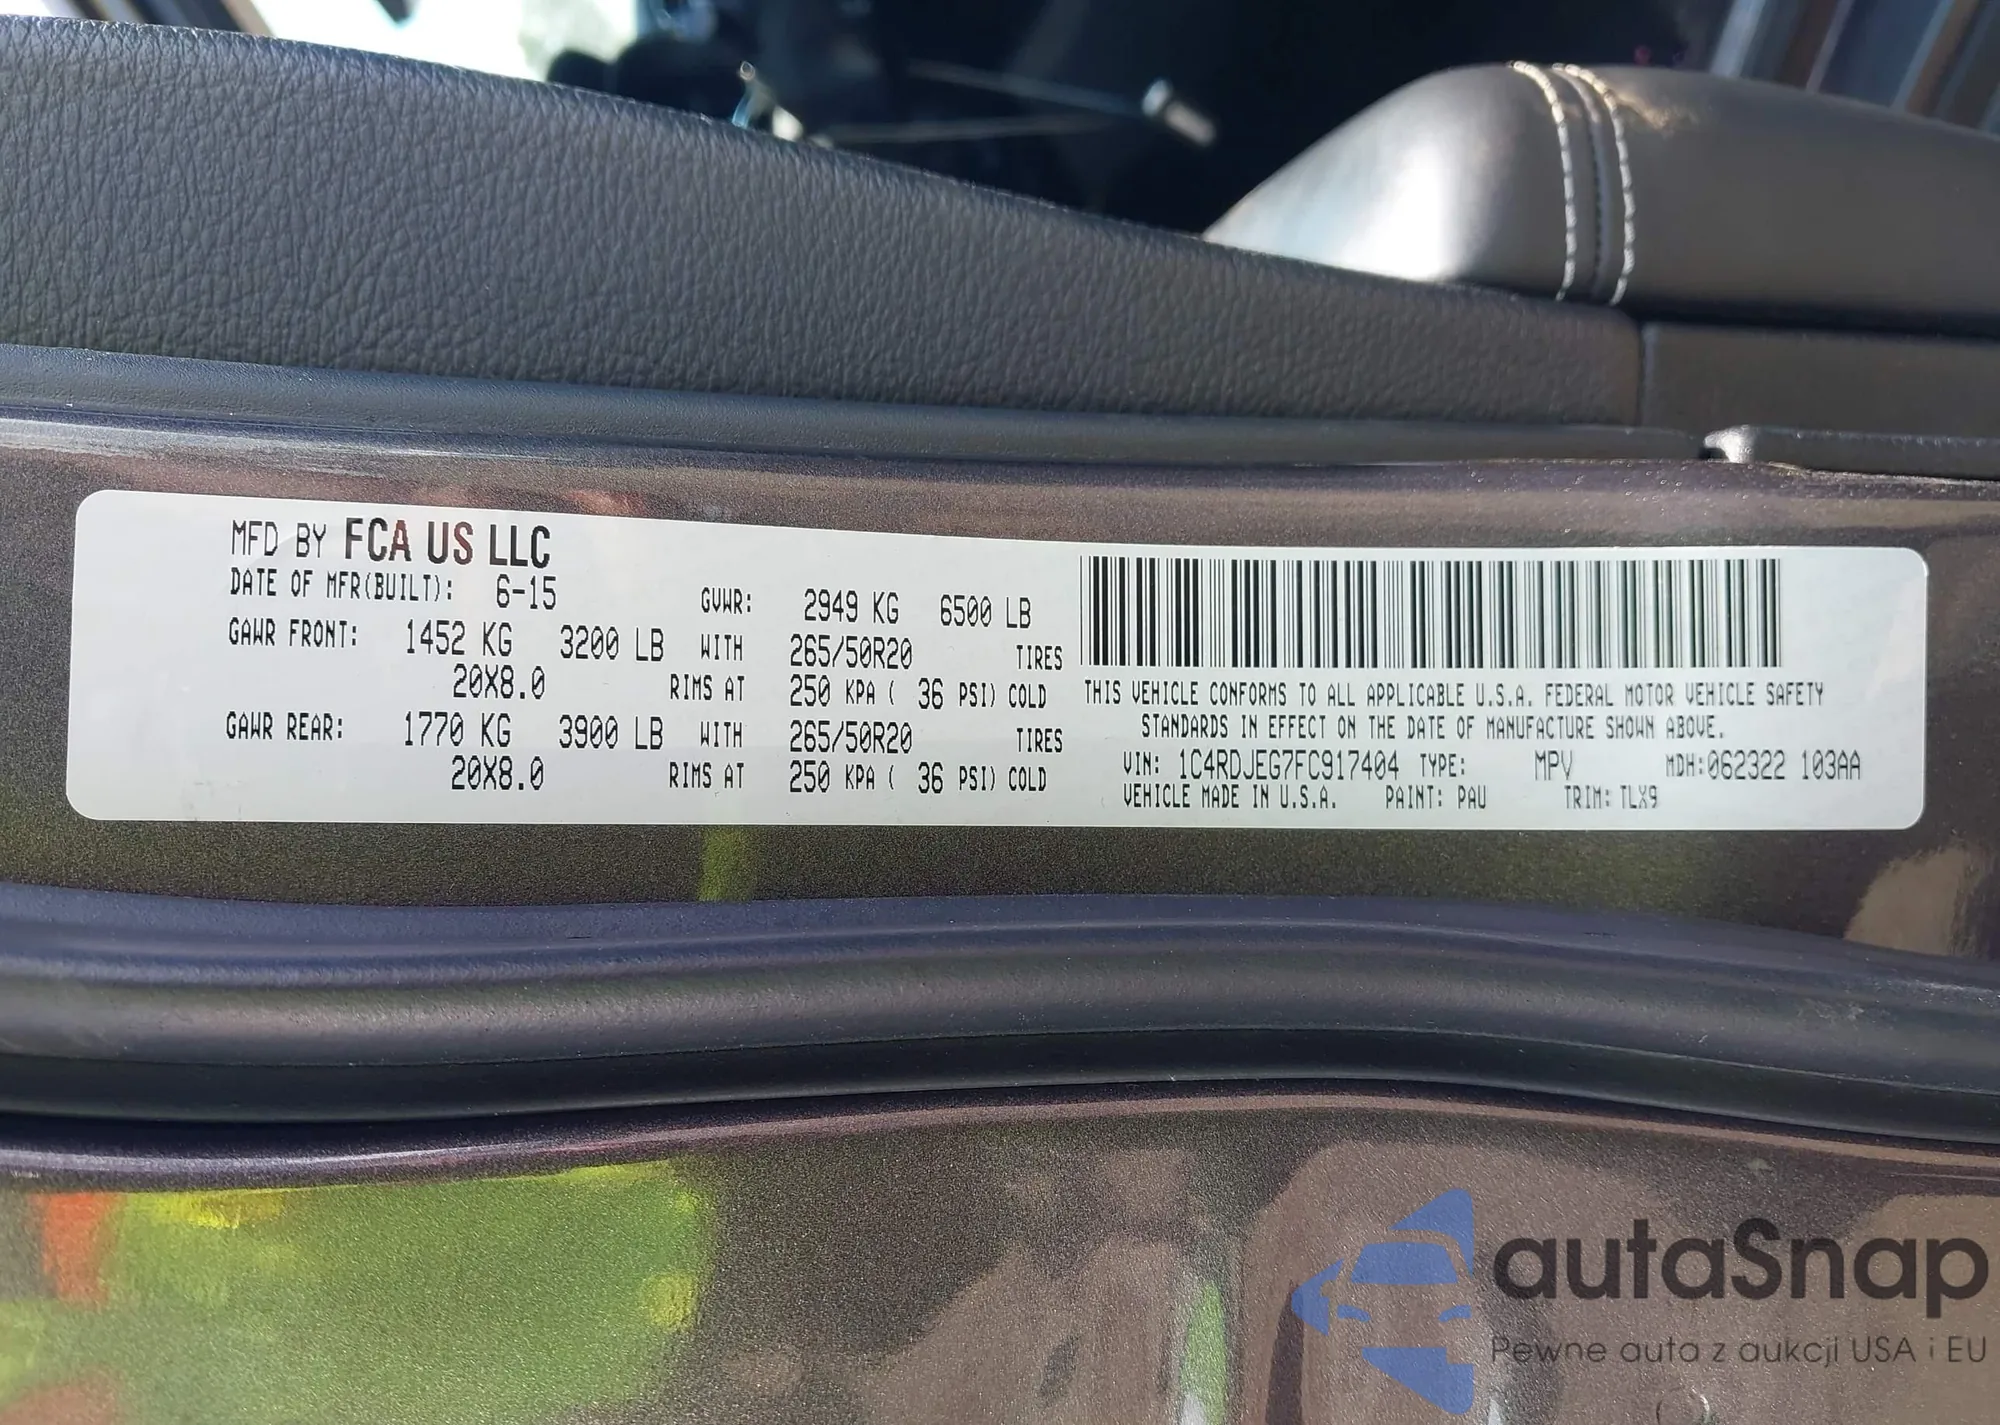 MFD BY FCA US LLC
DATE OF MFR(BUILT): 6-15 GVWR: 2949 KG 6500 LB
GAWR FRONT: 1452 KG 3200 LB WITH 265/50R20 TIRES
20X8.0 RIMS AT 250 KPA ( 36 PSI) COLD
GAWR REAR: 1770 KG 3900 LB WITH 265/50R20 TIRES
20X8.0 RIMS AT 250 KPA ( 36 PSI) COLD
THIS VEHICLE CONFORMS TO ALL APPLICABLE U.S.A. FEDERAL MOTOR VEHICLE SAFETY
STANDARDS IN EFFECT ON THE DATE OF MANUFACTURE SHOWN ABOVE.
VIN: 1C4RDJEG7FC917404 TYPE: MPV MDH:062322 103AA
VEHICLE MADE IN U.S.A. PAINT: PAU TRIM: TLX9
autaSnap
Pewne auta z aukcji USA i EU